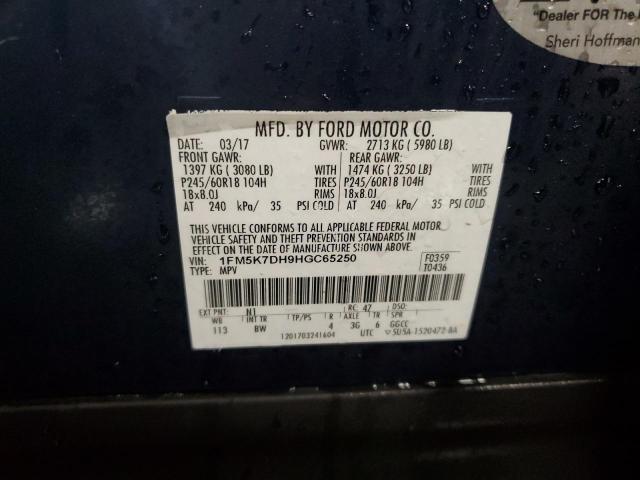 "Dealer FOR The
Sheri Hoffman
MFD. BY FORD MOTOR CO.
DATE: 03/17 GVWR: 2713 KG ( 5980 LB)
FRONT GAWR: REAR GAWR:
1397 KG ( 3080 LB) WITH 1474 KG ( 3250 LB) WITH
P245/60R18 104H TIRES P245/60R18 104H TIRES
18x8.0J RIMS 18x8.0J RIMS
AT 240 kPa/ 35 PSI COLD AT 240 kPa/ 35 PSI COLD
THIS VEHICLE CONFORMS TO ALL APPLICABLE FEDERAL MOTOR
VEHICLE SAFETY AND THEFT PREVENTION STANDARDS IN
EFFECT ON THE DATE OF MANUFACTURE SHOWN ABOVE.
VIN: 1FM5K7DH9HGC65250 F0359
TYPE: MPV T0436
EXT PNT: N1 RC: 47 DSO:
WB INT TR TP/PS R AXLE TR SPR
113 BW 4 3G 6 GGCC
1201703241604 UTC 5U5A-1520472-BA